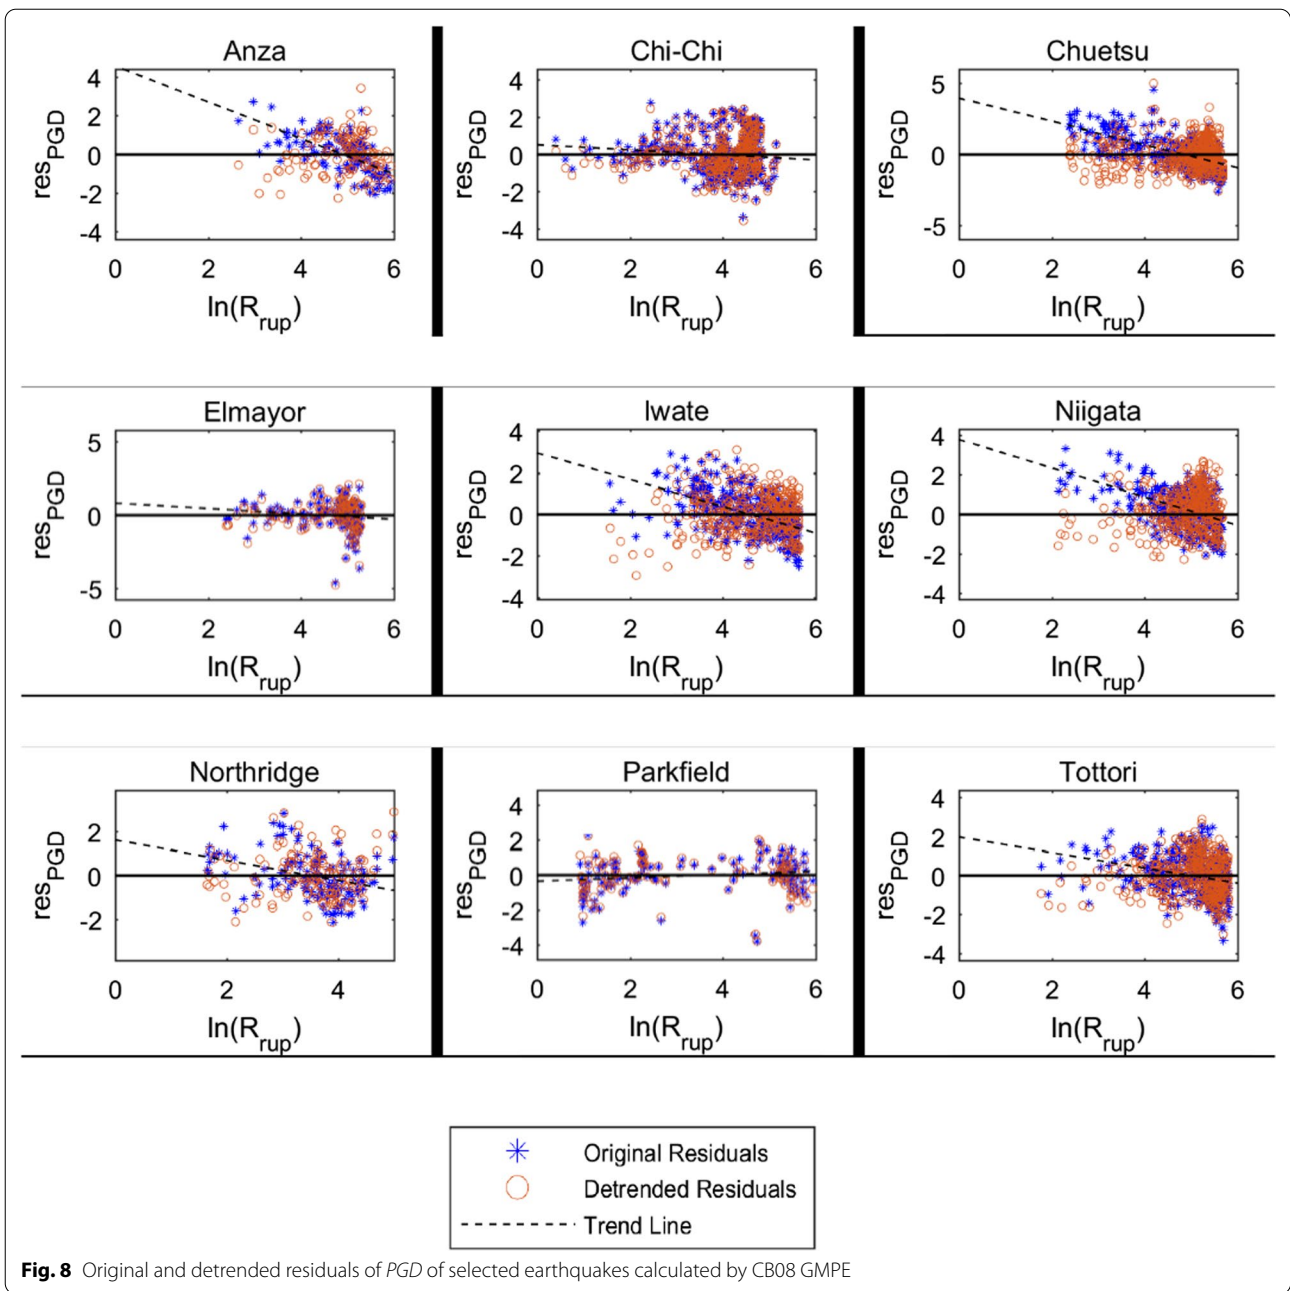 Anza
4
2
0
-2
-4
0 2 4 6
res_PGD
ln(R_rup)
Chi-Chi
4
2
0
-2
-4
0 2 4 6
res_PGD
ln(R_rup)
Chuetsu
5
0
-5
0 2 4 6
res_PGD
ln(R_rup)
Elmayor
5
0
-5
0 2 4 6
res_PGD
ln(R_rup)
Iwate
4
2
0
-2
-4
0 2 4 6
res_PGD
ln(R_rup)
Niigata
4
2
0
-2
-4
0 2 4 6
res_PGD
ln(R_rup)
Northridge
2
0
-2
0 2 4
res_PGD
ln(R_rup)
Parkfield
4
2
0
-2
-4
0 2 4 6
res_PGD
ln(R_rup)
Tottori
4
2
0
-2
-4
0 2 4 6
res_PGD
ln(R_rup)
Original Residuals
Detrended Residuals
Trend Line
Fig. 8 Original and detrended residuals of PGD of selected earthquakes calculated by CB08 GMPE